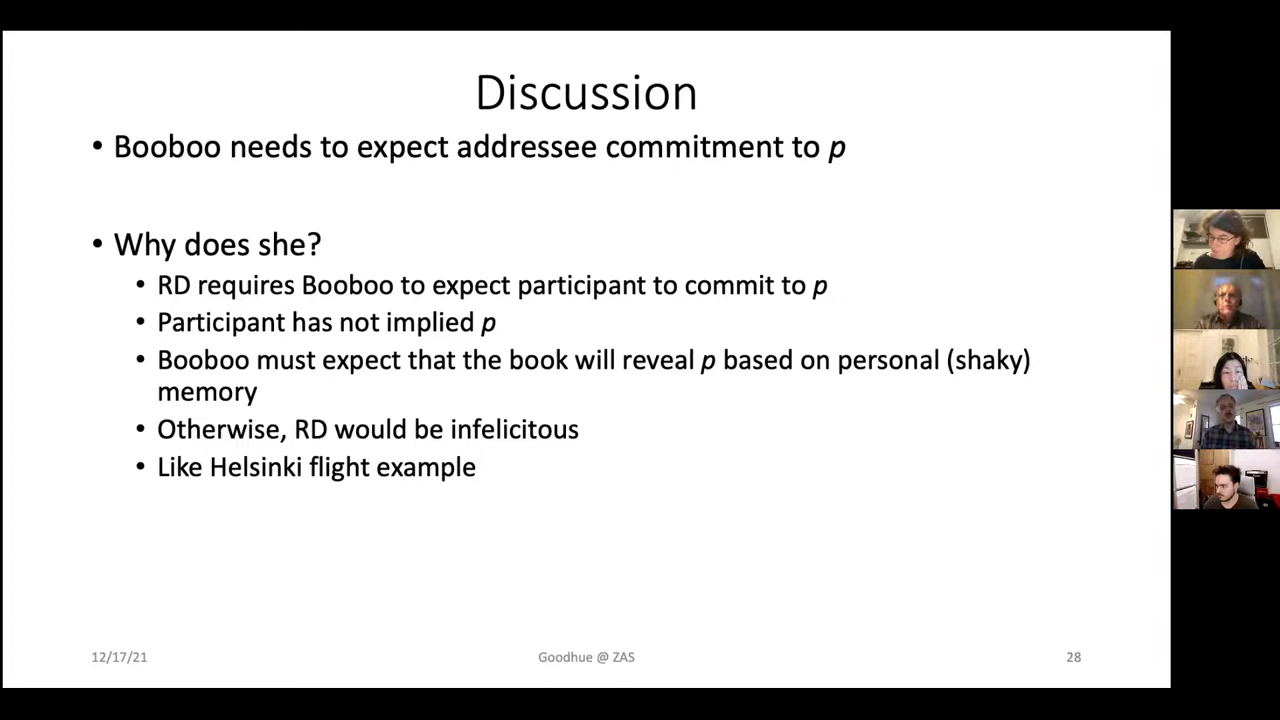 Discussion
• Booboo needs to expect addressee commitment to p
• Why does she?
• RD requires Booboo to expect participant to commit to p
• Participant has not implied p
• Booboo must expect that the book will reveal p based on personal (shaky)
memory
• Otherwise, RD would be infelicitous
• Like Helsinki flight example
12/17/21
Goodhue @ ZAS
28